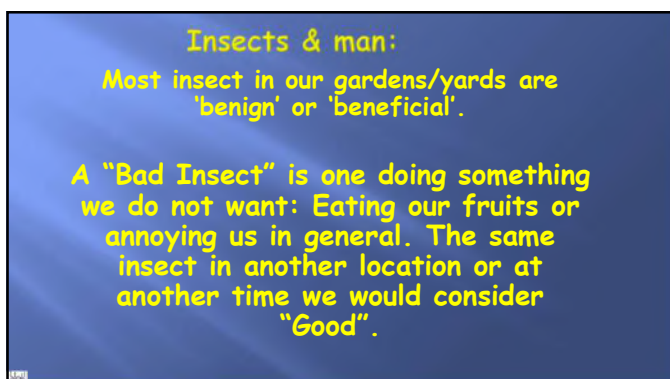 Insects & man:
Most insect in our gardens/yards are
‘benign’ or ‘beneficial’.
A “Bad Insect” is one doing something
we do not want: Eating our fruits or
annoying us in general. The same
insect in another location or at
another time we would consider
“Good”.